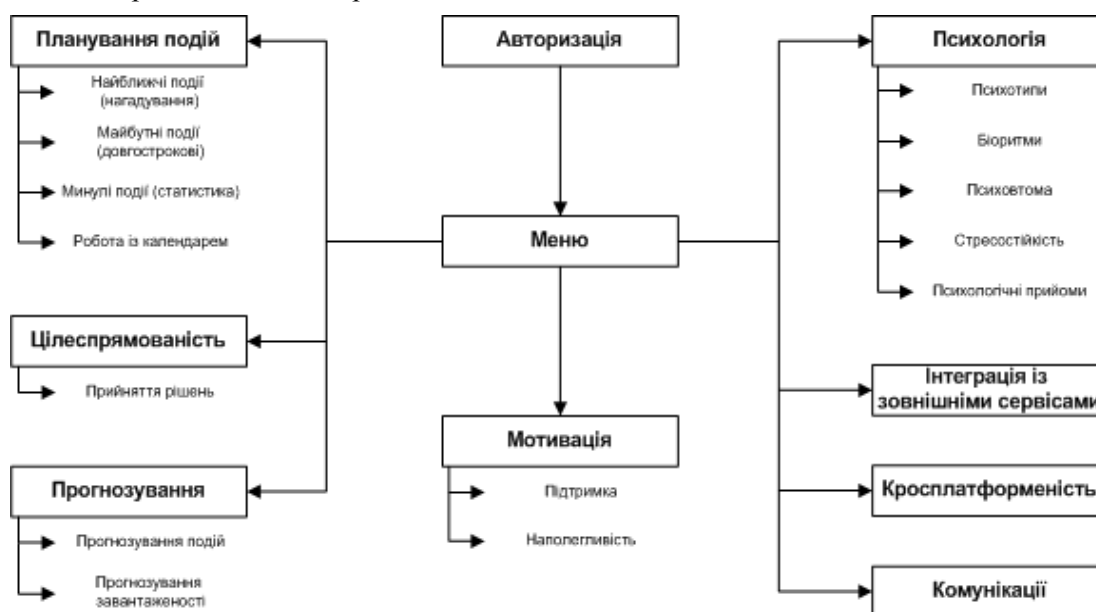 Планування подій
Найближчі події
(нагадування)
Майбутні події
(довгострокові)
Минулі події (статистика)
Робота із календарем
Цілеспрямованість
Прийняття рішень
Прогнозування
Прогнозування подій
Прогнозування
завантаженості
Авторизація
Меню
Мотивація
Підтримка
Наполегливість
Психологія
Психотипи
Біоритми
Психовтома
Стресостійкість
Психологічні прийоми
Інтеграція із
зовнішніми сервісами
Кросплатформеність
Комунікації